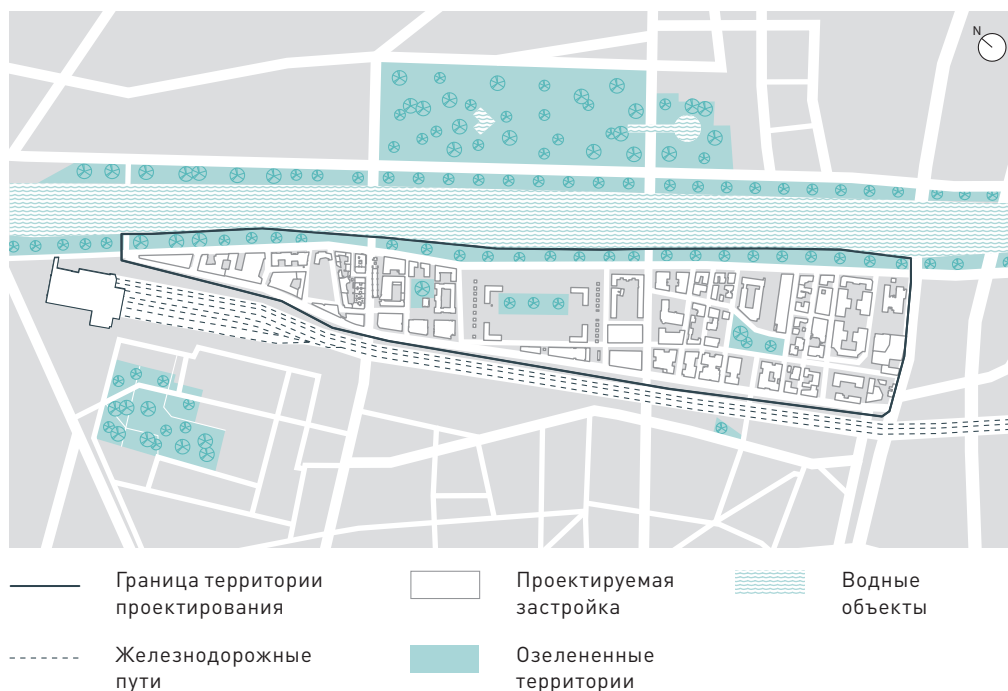 N
Граница территории
проектирования
Проектируемая
застройка
Водные
объекты
Железнодорожные
пути
Озелененные
территории